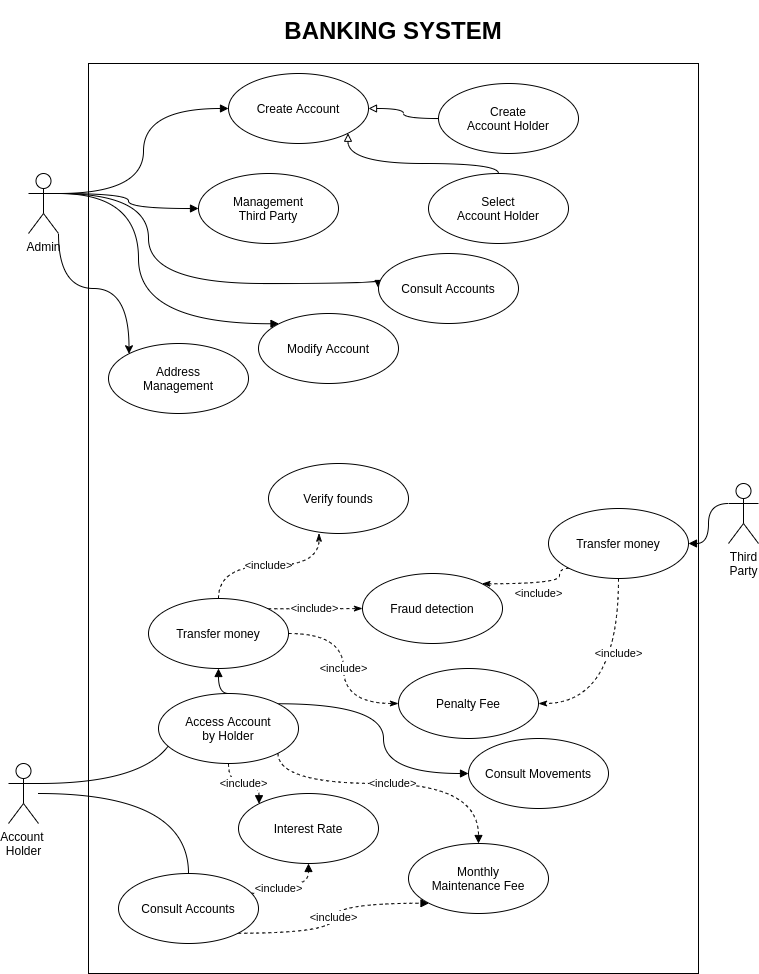 BANKING SYSTEM
Create Account
Create
Account Holder
Management
Third Party
Select
Account Holder
Admin
Consult Accounts
Modify Account
Address
Management
Verify founds
Transfer money
Third
Party
<include>
<include>
Fraud detection
<include>
Transfer money
<include>
<include>
Penalty Fee
Access Account
by Holder
Consult Movements
<include>
<include>
Interest Rate
Account
Holder
Monthly
Maintenance Fee
<include>
Consult Accounts
<include>